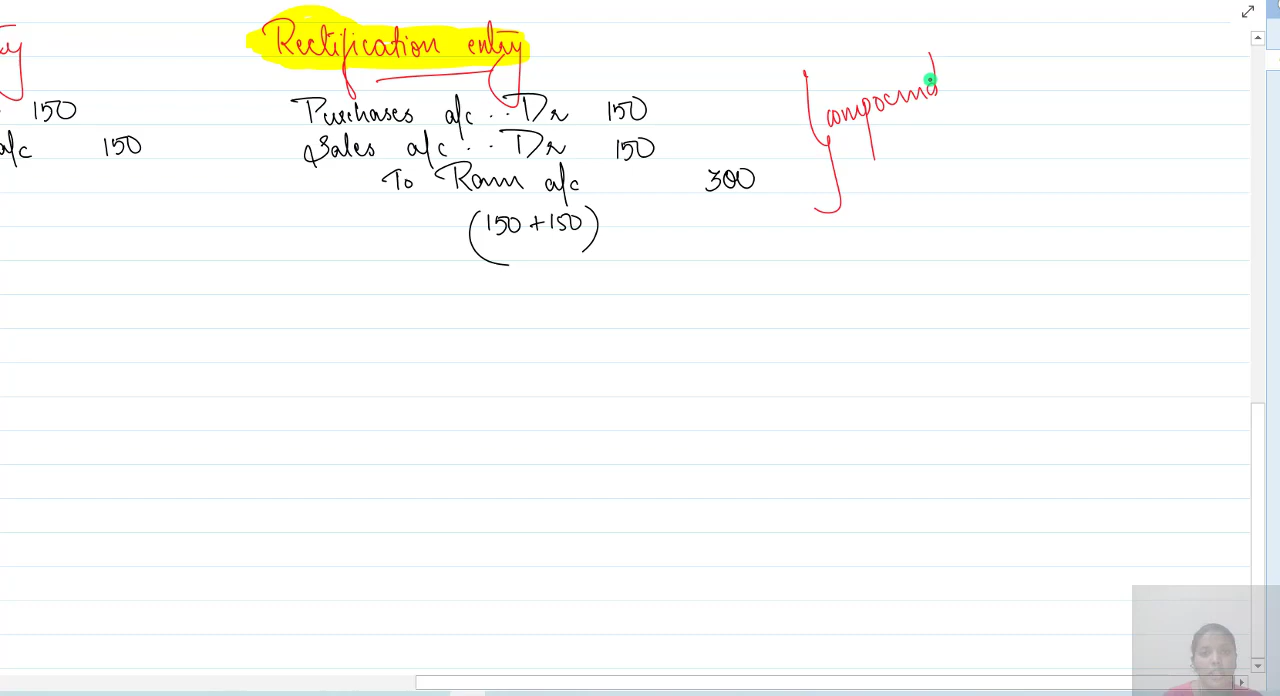 Rectification entry
150
Purchases a/c .. Dr 150
a/c 150
Sales a/c .. Dr 150
To Ram a/c 300
(150 + 150)
compound